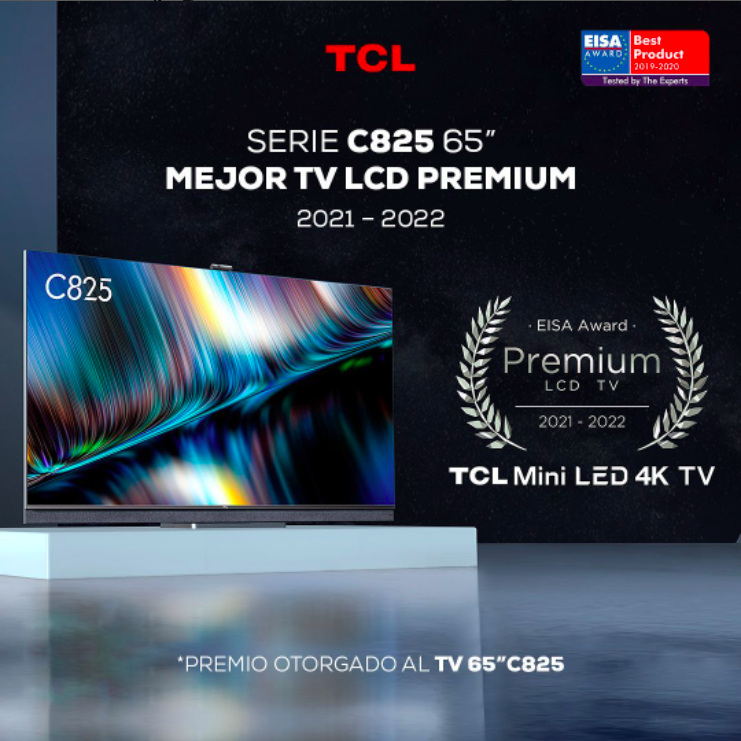 TCL
EISA
AWARD
Best
Product
2019-2020
Tested by The Experts
SERIE C825 65”
MEJOR TV LCD PREMIUM
2021 – 2022
C825
· EISA Award ·
Premium
LCD TV
2021 - 2022
TCL Mini LED 4K TV
*PREMIO OTORGADO AL TV 65”C825